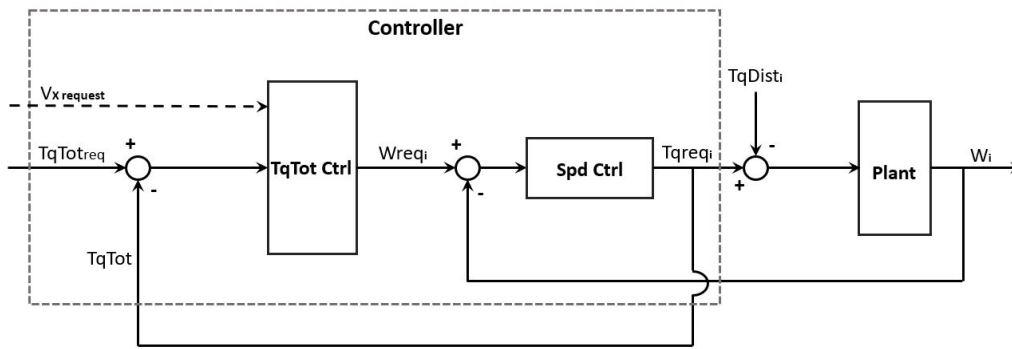 Controller
TqDisti
VX request
+
+
TqTotreq
TqTot Ctrl
Wreqi
Spd Ctrl
Tqreqi
-
Plant
Wi
-
-
+
TqTot